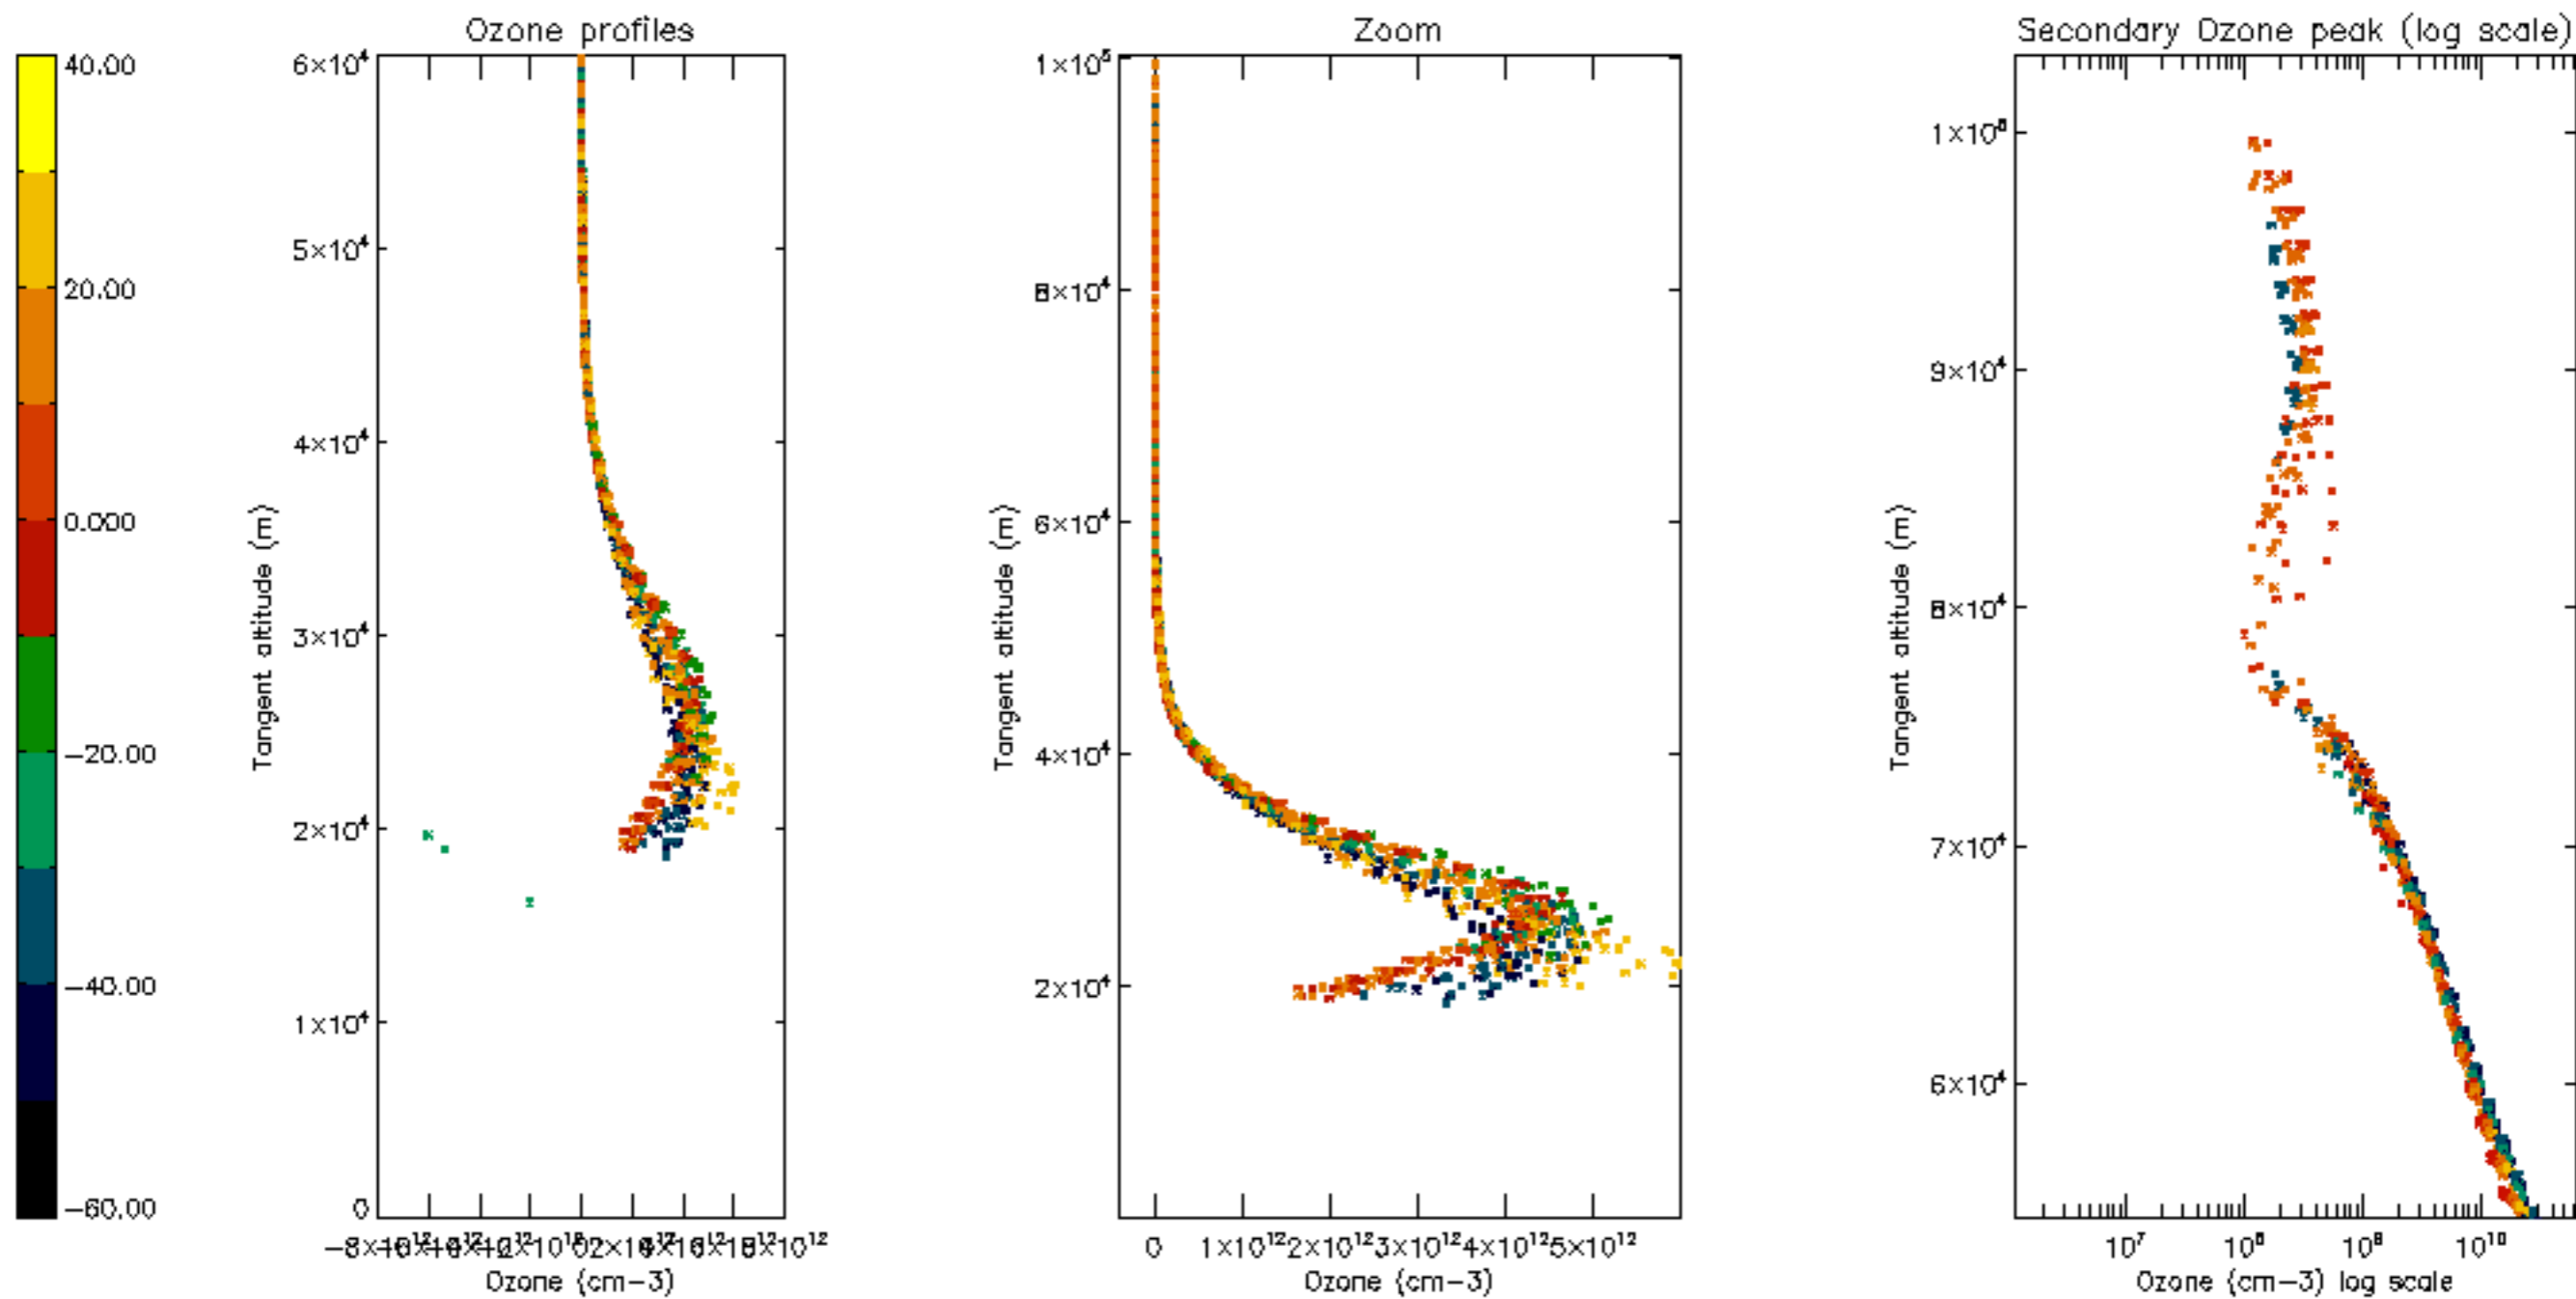 Ozone profiles
Zoom
Secondary Ozone peak (log scale)
40.00
20.00
0.000
−20.00
−40.00
−60.00
6×10⁴
5×10⁴
4×10⁴
3×10⁴
2×10⁴
1×10⁴
0
Tangent altitude (m)
Ozone (cm−3)
1×10⁵
8×10⁴
6×10⁴
4×10⁴
2×10⁴
Tangent altitude (m)
0 1×10¹² 2×10¹² 3×10¹² 4×10¹² 5×10¹²
Ozone (cm−3)
9×10⁴
8×10⁴
7×10⁴
6×10⁴
Tangent altitude (m)
10⁷ 10⁸ 10⁹ 10¹⁰
Ozone (cm−3) log scale